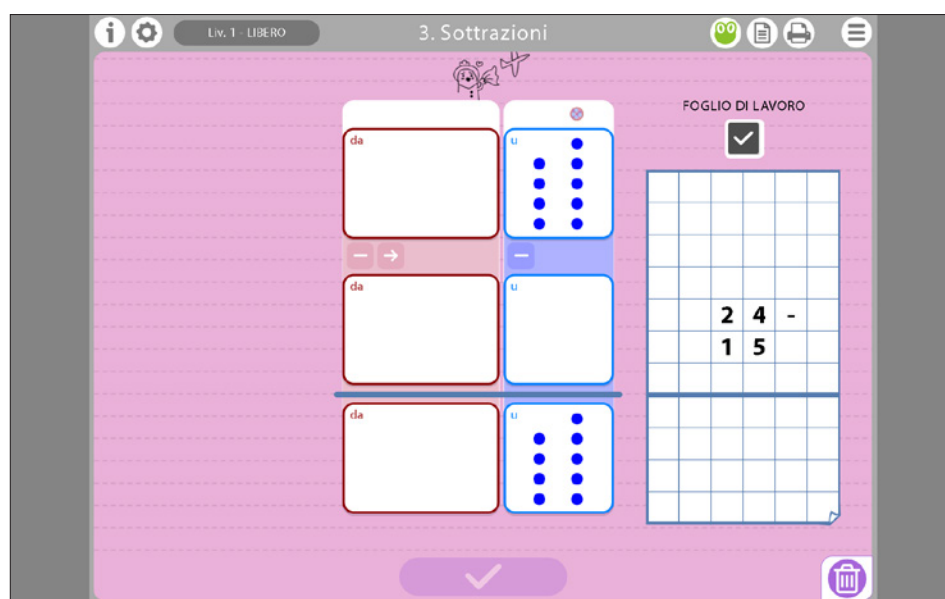 Liv. 1 - LIBERO
3. Sottrazioni
FOGLIO DI LAVORO
da
u
da
u
da
u
2 4 -
1 5